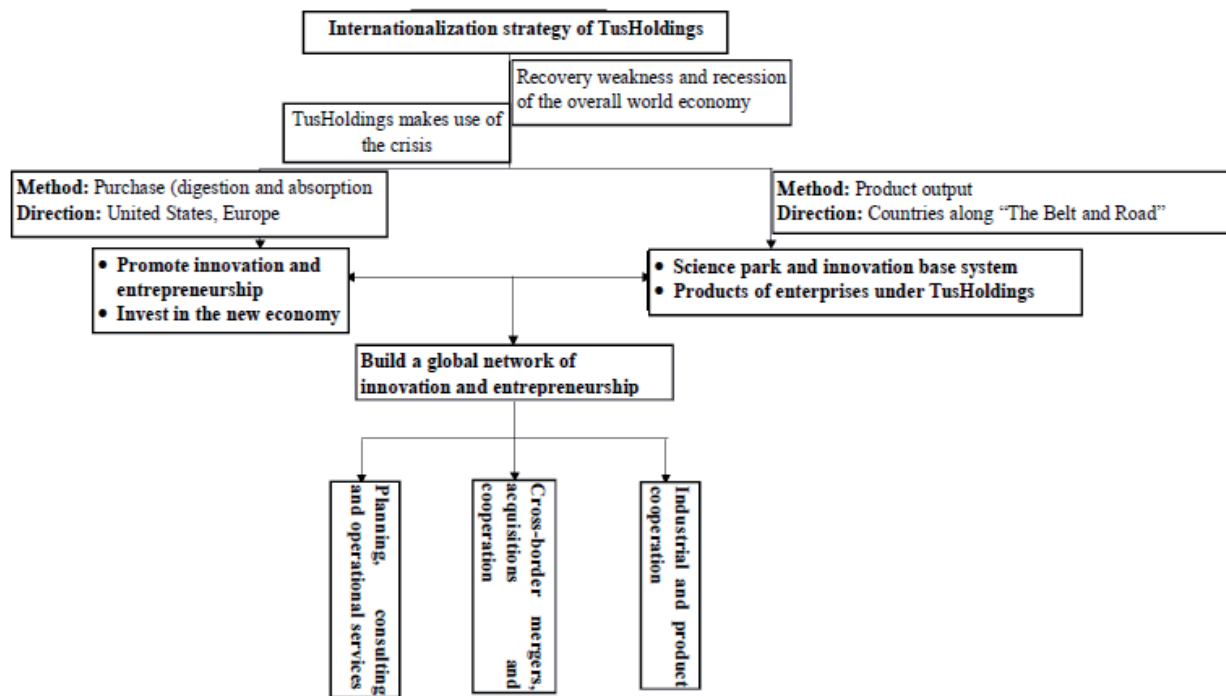 Internationalization strategy of TusHoldings
Recovery weakness and recession
of the overall world economy
TusHoldings makes use of
the crisis
Method: Purchase (digestion and absorption
Direction: United States, Europe
Method: Product output
Direction: Countries along “The Belt and Road”
• Promote innovation and
entrepreneurship
• Invest in the new economy
• Science park and innovation base system
• Products of enterprises under TusHoldings
Build a global network of
innovation and entrepreneurship
Planning, consulting
and operational services
Cross-border mergers,
acquisitions and
cooperation
Industrial and product
cooperation